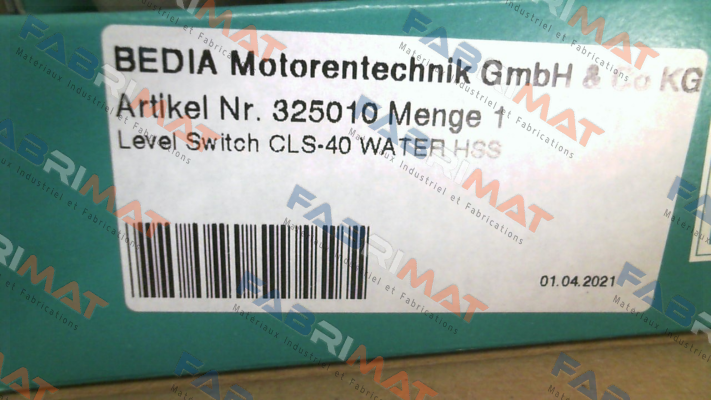 BEDIA Motorentechnik GmbH & Co KG
Artikel Nr. 325010 Menge 1
Level Switch CLS-40 WATER HSS
01.04.2021
FABRIMAT
Materiaux Industriel et Fabrications